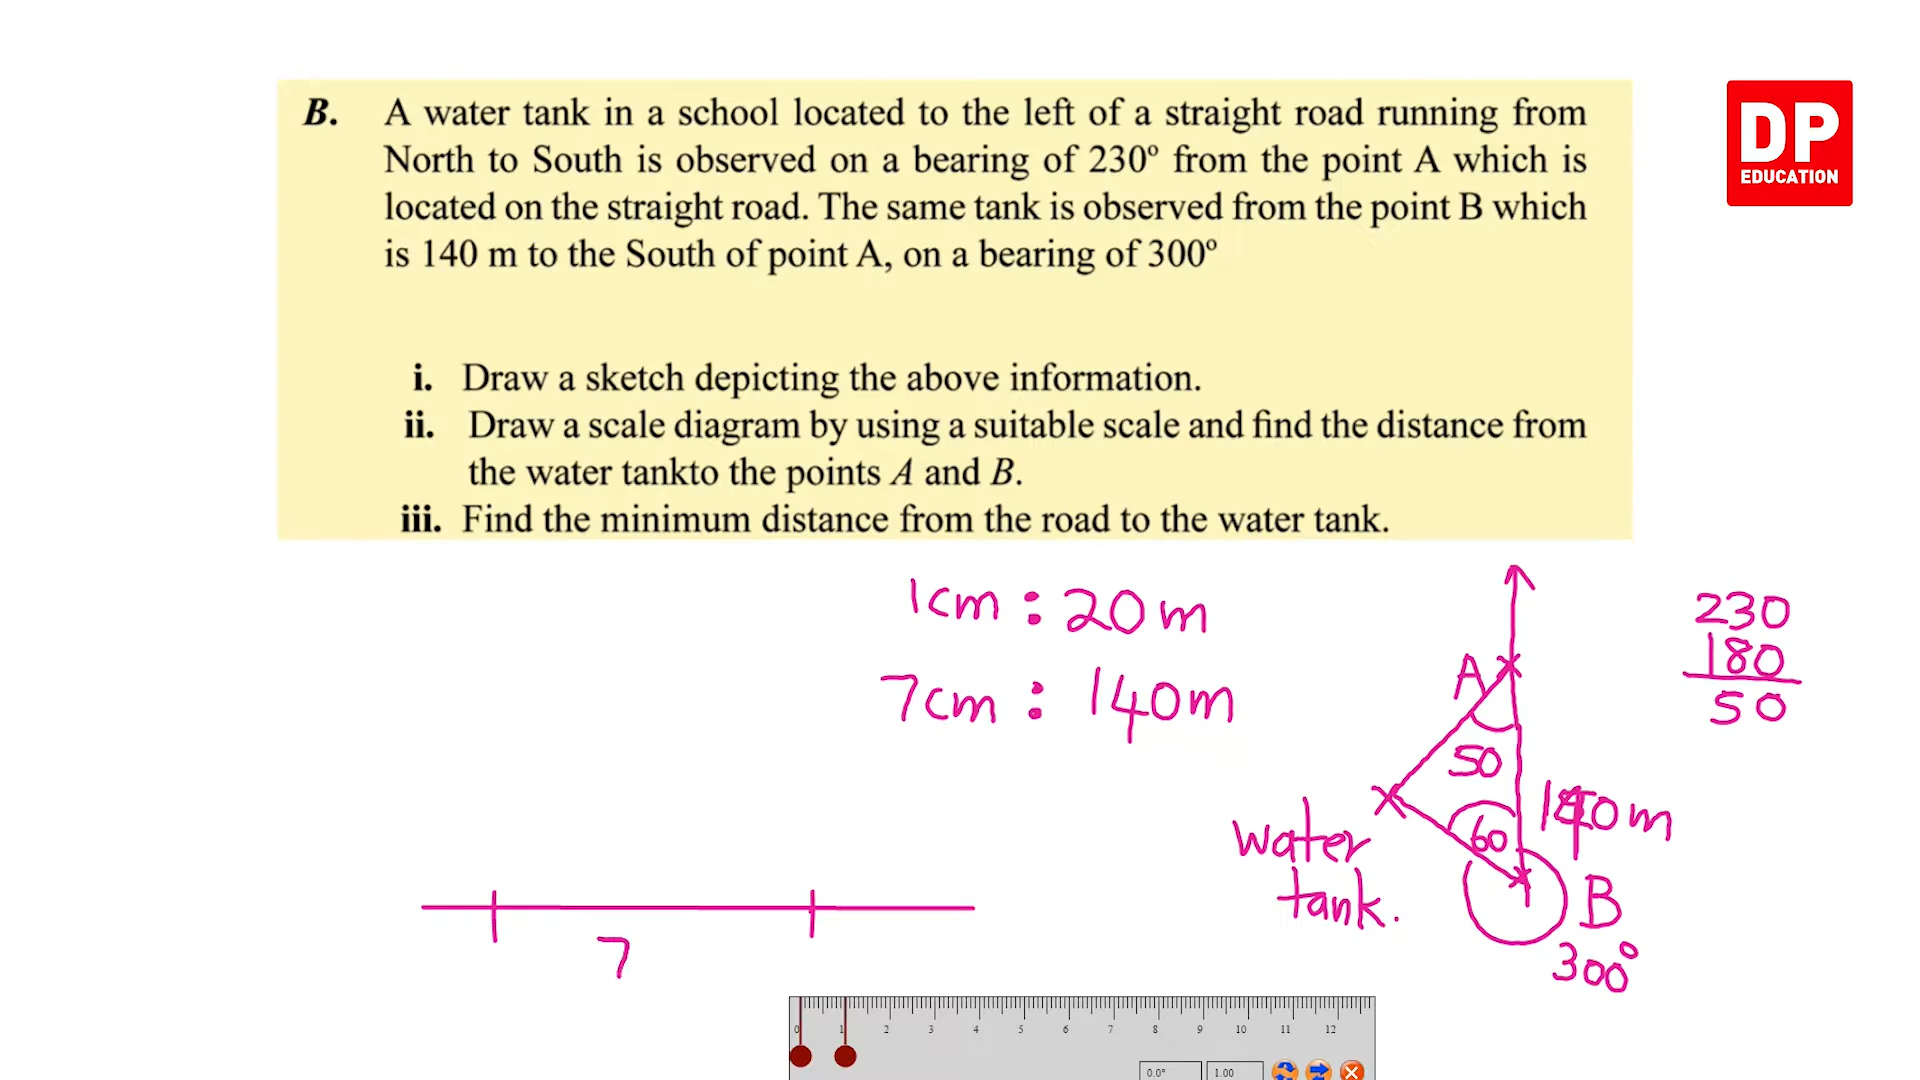 B. A water tank in a school located to the left of a straight road running from
North to South is observed on a bearing of 230º from the point A which is
located on the straight road. The same tank is observed from the point B which
is 140 m to the South of point A, on a bearing of 300º
i. Draw a sketch depicting the above information.
ii. Draw a scale diagram by using a suitable scale and find the distance from
the water tankto the points A and B.
iii. Find the minimum distance from the road to the water tank.
DP
EDUCATION
1cm : 20m
7cm : 140m
230
180
50
A
50
60
140m
water
tank.
B
300°
7
0 1 2 3 4 5 6 7 8 9 10 11 12
0.0° 1.00